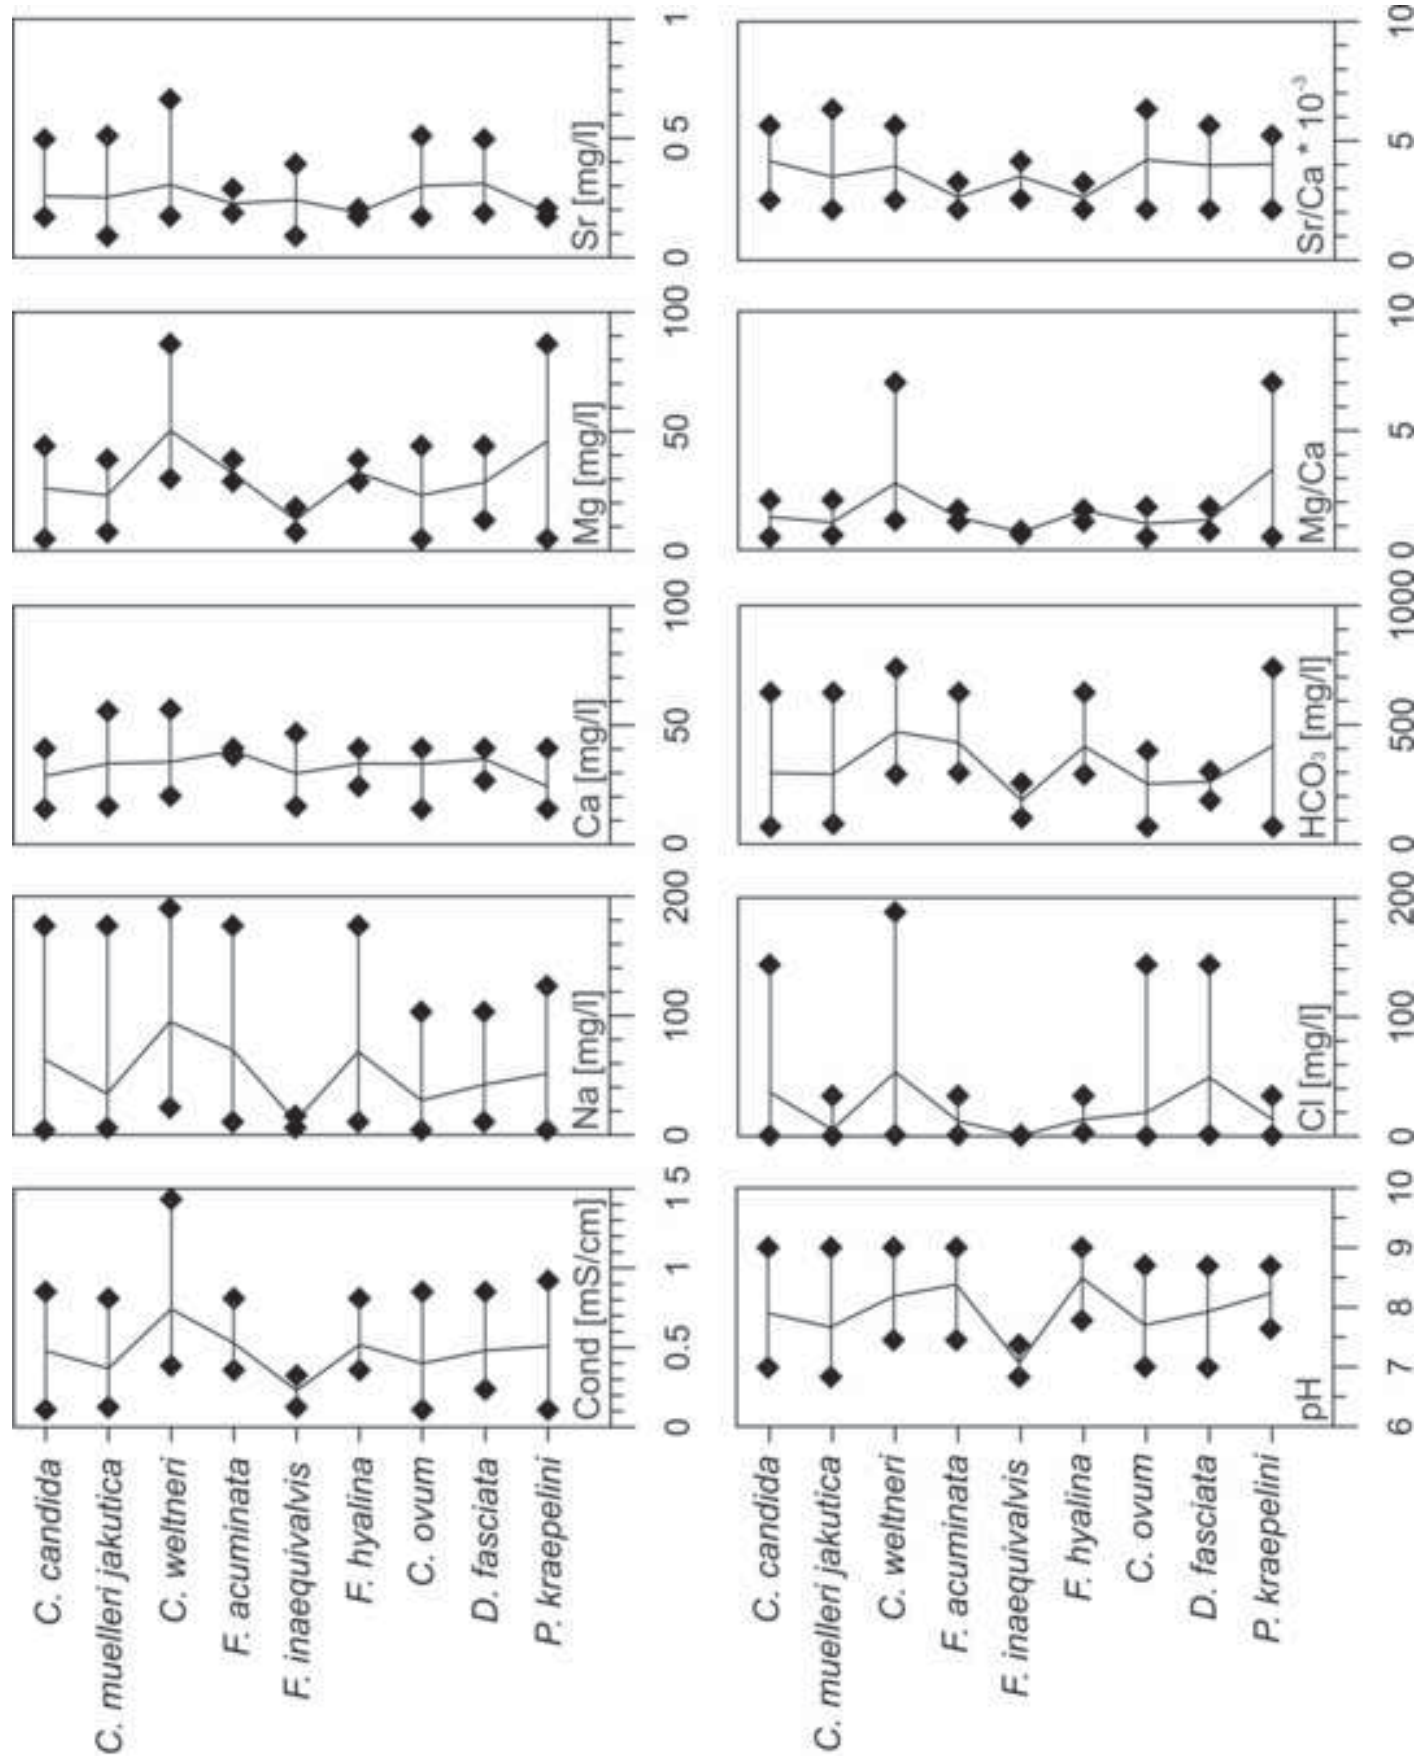 C. candida
C. muelleri jakutica
C. weltneri
F. acuminata
F. inaequivalvis
F. hyalina
C. ovum
D. fasciata
P. kraepelini
Cond [mS/cm]
0 0.5 1 1 5
Na [mg/l]
0 100 200
Ca [mg/l]
0 50 100
Mg [mg/l]
0 50 100
Sr [mg/l]
0 0 5 1
C. candida
C. muelleri jakutica
C. weltneri
F. acuminata
F. inaequivalvis
F. hyalina
C. ovum
D. fasciata
P. kraepelini
pH
6 7 8 9 10
Cl [mg/l]
0 100 200
HCO₃ [mg/l]
0 500 1000
Mg/Ca
0 5 10
Sr/Ca * 10⁻³
0 5 10